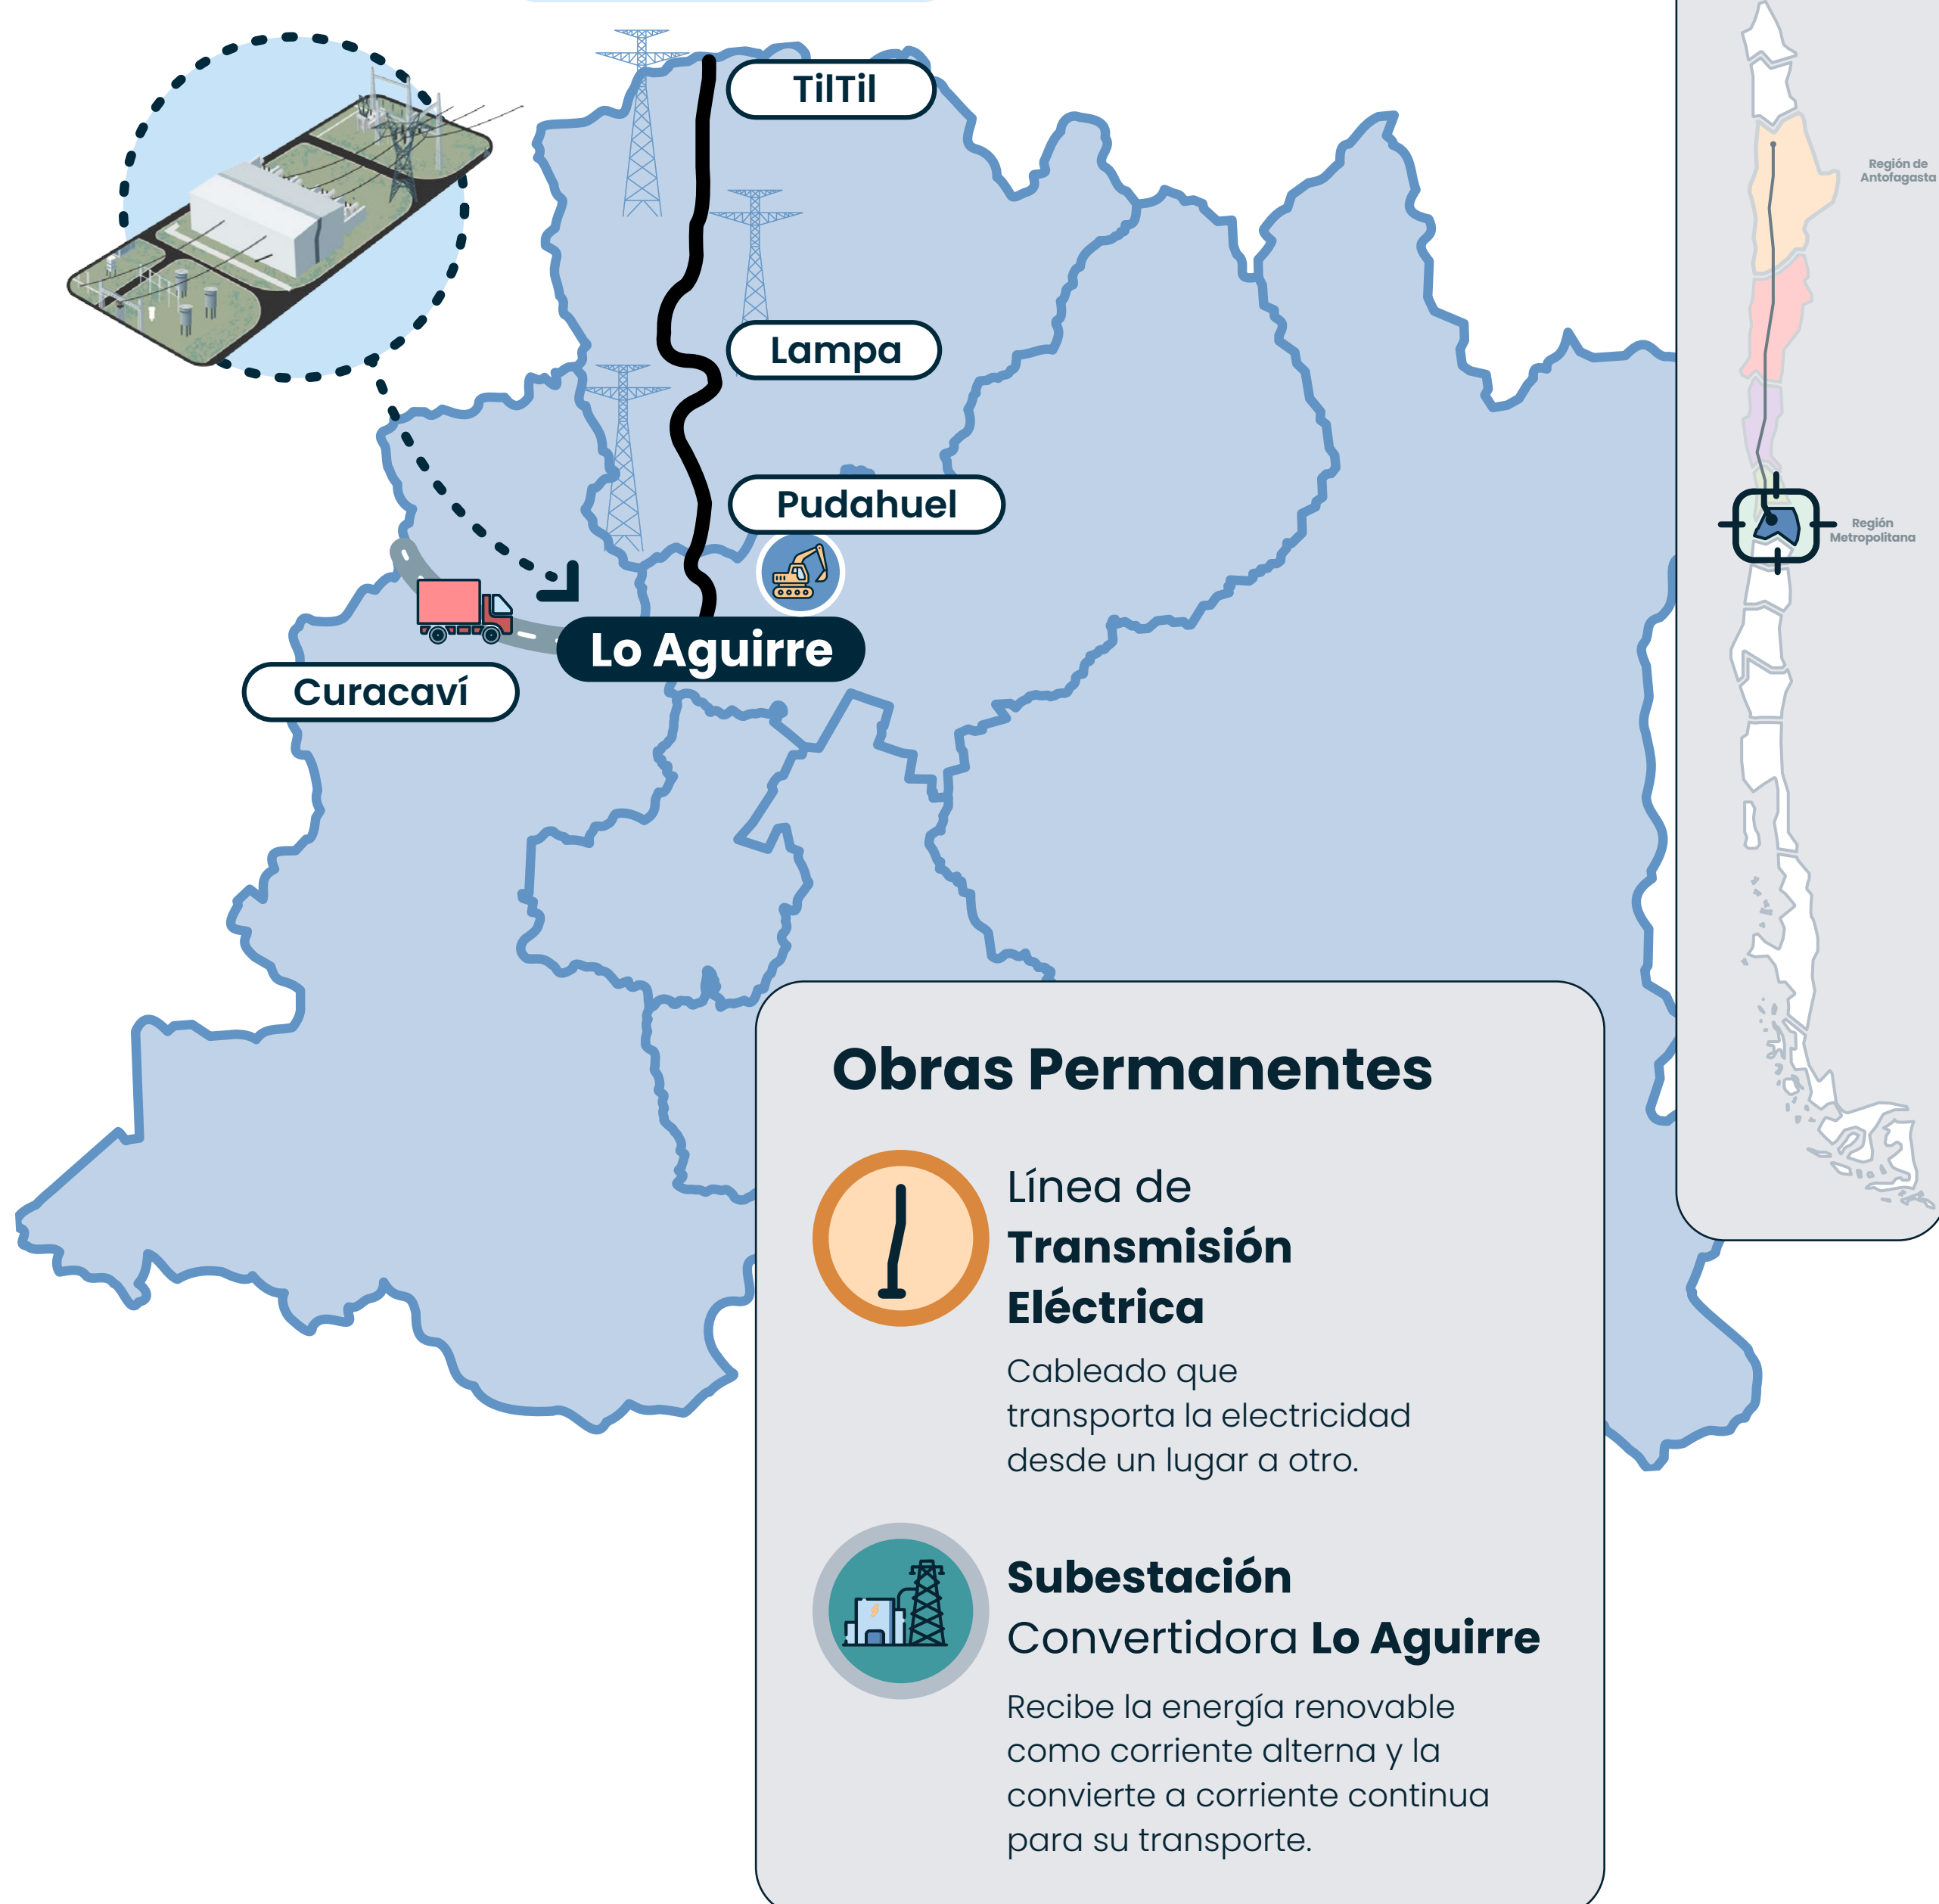 TilTil
Región de
Antofagasta
Lampa
Pudahuel
Región
Metropolitana
Lo Aguirre
Curacaví
Obras Permanentes
Línea de
Transmisión
Eléctrica
Cableado que
transporta la electricidad
desde un lugar a otro.
Subestación
Convertidora Lo Aguirre
Recibe la energía renovable
como corriente alterna y la
convierte a corriente continua
para su transporte.